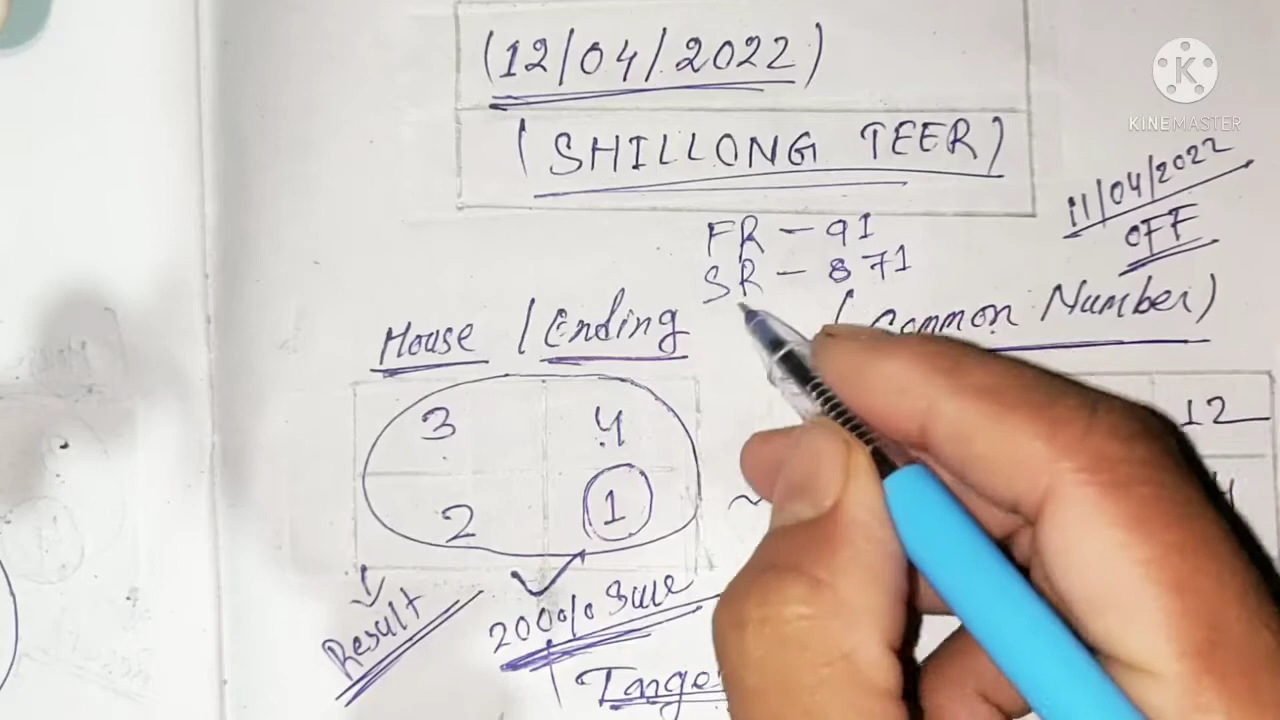 (12/04/2022)
(SHILLONG TEER)
KINEMASTER
11/04/2022
OFF
FR - 91
SR - 871
House / Ending
(Common Number)
3 4
2 1
12
Result
200% Sure
Targe